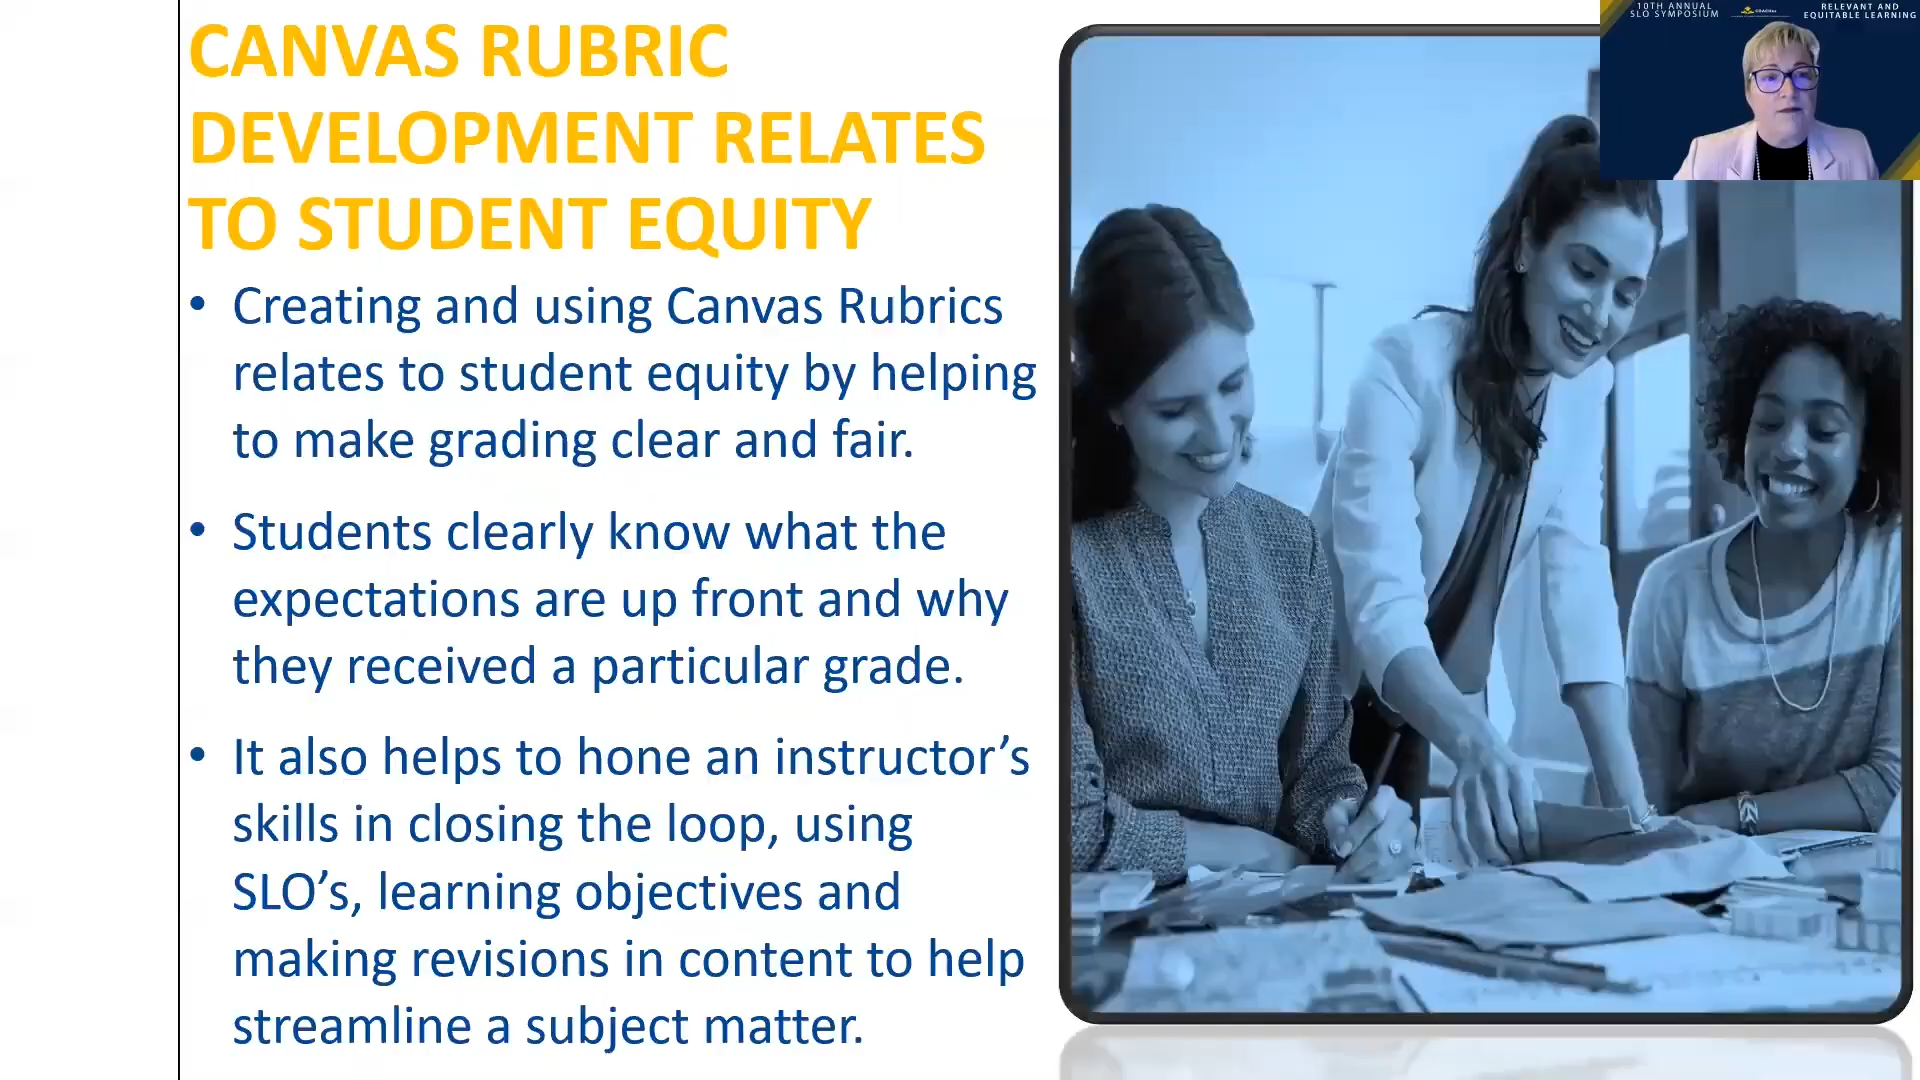 CANVAS RUBRIC
DEVELOPMENT RELATES
TO STUDENT EQUITY
• Creating and using Canvas Rubrics
relates to student equity by helping
to make grading clear and fair.
• Students clearly know what the
expectations are up front and why
they received a particular grade.
• It also helps to hone an instructor’s
skills in closing the loop, using
SLO’s, learning objectives and
making revisions in content to help
streamline a subject matter.
10TH ANNUAL
SLO SYMPOSIUM
RELEVANT AND
EQUITABLE LEARNING